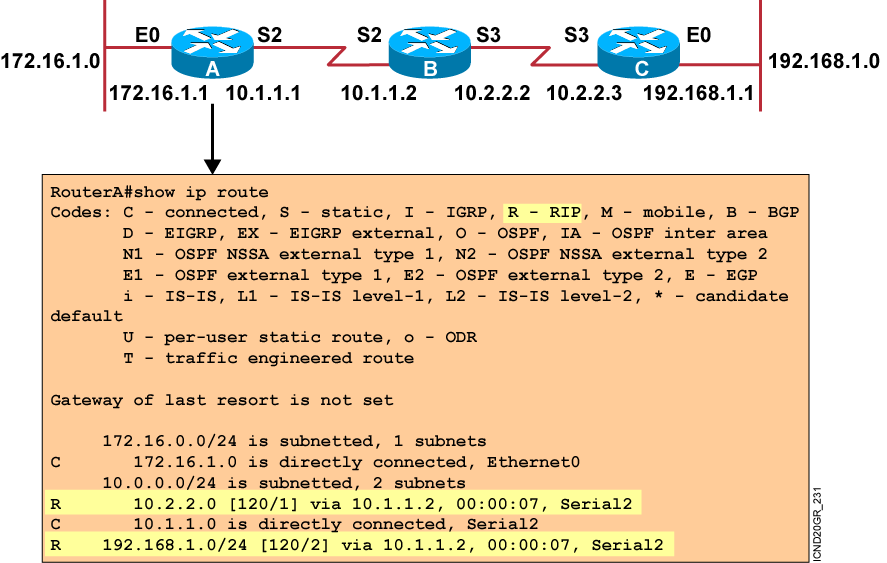 E0 S2 S2 S3 S3 E0
172.16.1.0 A B C 192.168.1.0
172.16.1.1 10.1.1.1 10.1.1.2 10.2.2.2 10.2.2.3 192.168.1.1
RouterA#show ip route
Codes: C - connected, S - static, I - IGRP, R - RIP, M - mobile, B - BGP
D - EIGRP, EX - EIGRP external, O - OSPF, IA - OSPF inter area
N1 - OSPF NSSA external type 1, N2 - OSPF NSSA external type 2
E1 - OSPF external type 1, E2 - OSPF external type 2, E - EGP
i - IS-IS, L1 - IS-IS level-1, L2 - IS-IS level-2, * - candidate
default
U - per-user static route, o - ODR
T - traffic engineered route
Gateway of last resort is not set
172.16.0.0/24 is subnetted, 1 subnets
C 172.16.1.0 is directly connected, Ethernet0
10.0.0.0/24 is subnetted, 2 subnets
R 10.2.2.0 [120/1] via 10.1.1.2, 00:00:07, Serial2
C 10.1.1.0 is directly connected, Serial2
R 192.168.1.0/24 [120/2] via 10.1.1.2, 00:00:07, Serial2
ICND20GR_231